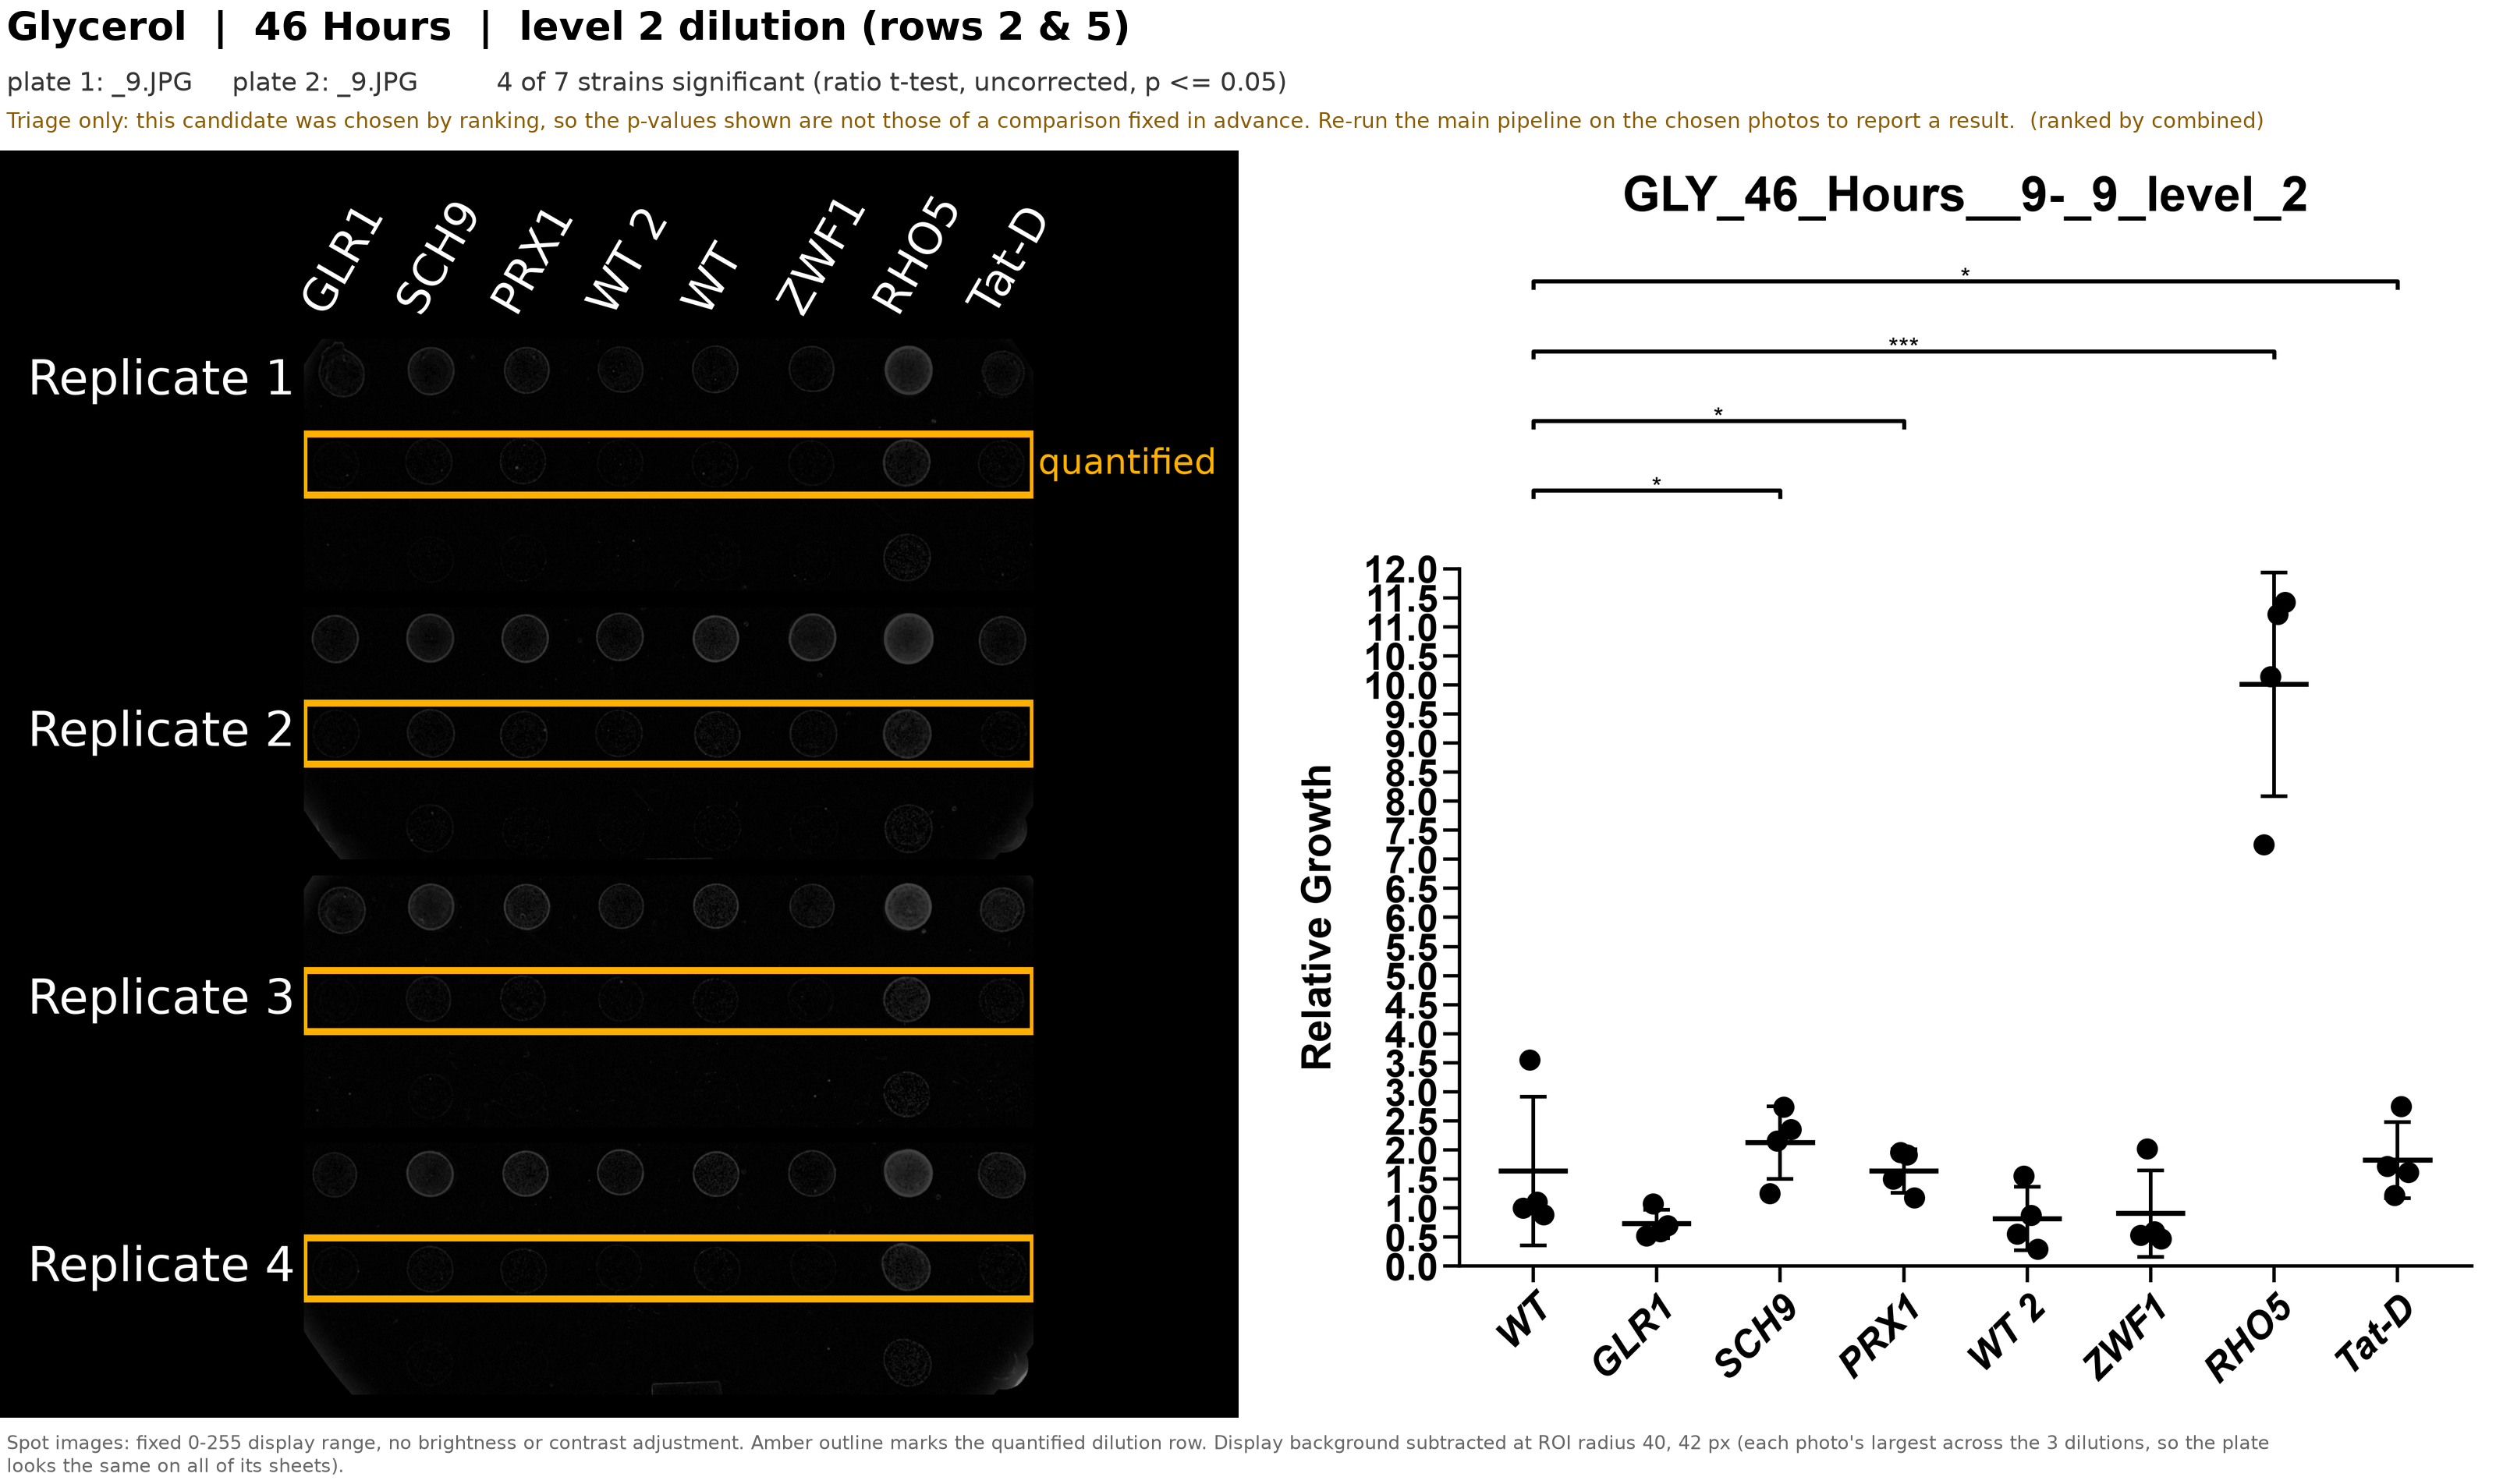 Glycerol | 46 Hours | level 2 dilution (rows 2 & 5)
plate 1: _9.JPG plate 2: _9.JPG 4 of 7 strains significant (ratio t-test, uncorrected, p <= 0.05)
Triage only: this candidate was chosen by ranking, so the p-values shown are not those of a comparison fixed in advance. Re-run the main pipeline on the chosen photos to report a result. (ranked by combined)
GLR1 SCH9 PRX1 WT 2 WT ZWF1 RHO5 Tat-D
Replicate 1
quantified
Replicate 2
Replicate 3
Replicate 4
GLY_46_Hours__9-_9_level_2
*
***
*
*
12.0
11.5
11.0
10.5
10.0
9.5
9.0
8.5
8.0
7.5
7.0
6.5
6.0
5.5
5.0
4.5
4.0
3.5
3.0
2.5
2.0
1.5
1.0
0.5
0.0
Relative Growth
WT GLR1 SCH9 PRX1 WT 2 ZWF1 RHO5 Tat-D
Spot images: fixed 0-255 display range, no brightness or contrast adjustment. Amber outline marks the quantified dilution row. Display background subtracted at ROI radius 40, 42 px (each photo's largest across the 3 dilutions, so the plate
looks the same on all of its sheets).